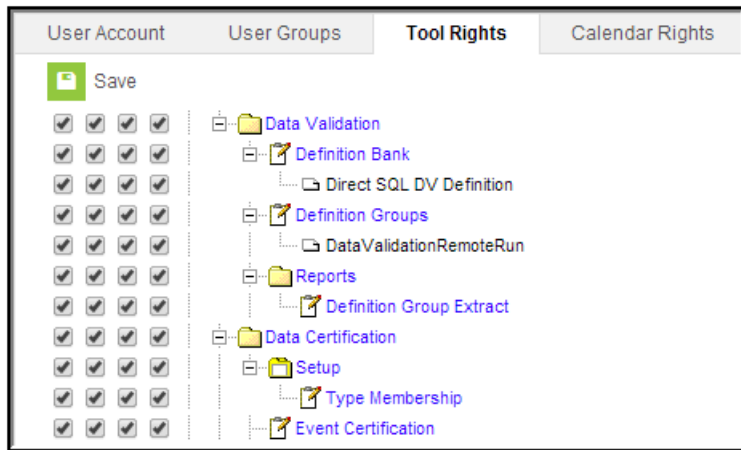 User Account User Groups Tool Rights Calendar Rights
Save
Data Validation
Definition Bank
Direct SQL DV Definition
Definition Groups
DataValidationRemoteRun
Reports
Definition Group Extract
Data Certification
Setup
Type Membership
Event Certification